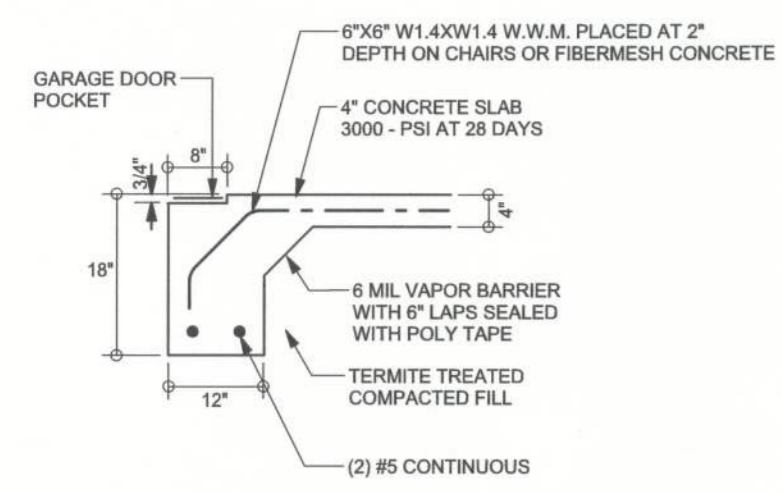 6"X6" W1.4XW1.4 W.W.M. PLACED AT 2"
DEPTH ON CHAIRS OR FIBERMESH CONCRETE
GARAGE DOOR
POCKET
4" CONCRETE SLAB
3000 - PSI AT 28 DAYS
8"
3/4"
4"
18"
6 MIL VAPOR BARRIER
WITH 6" LAPS SEALED
WITH POLY TAPE
TERMITE TREATED
COMPACTED FILL
12"
(2) #5 CONTINUOUS